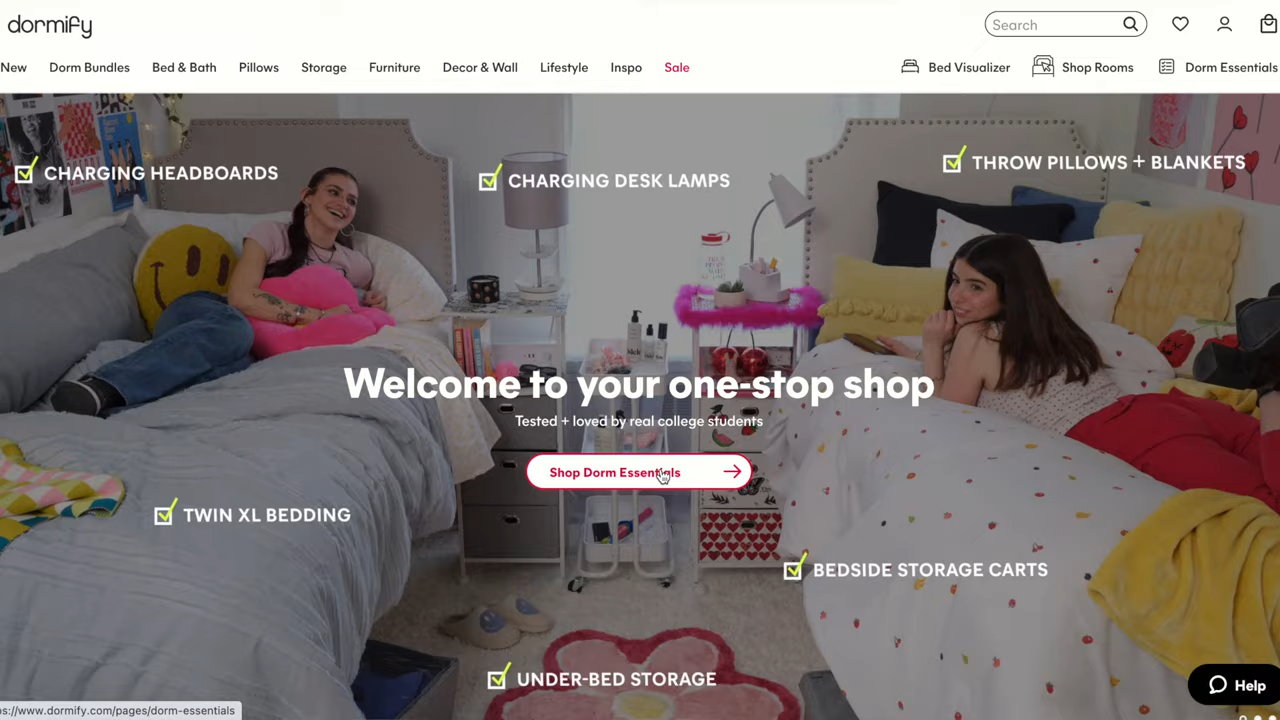 dormify
Search
New Dorm Bundles Bed & Bath Pillows Storage Furniture Decor & Wall Lifestyle Inspo Sale Bed Visualizer Shop Rooms Dorm Essentials
CHARGING HEADBOARDS
CHARGING DESK LAMPS
THROW PILLOWS + BLANKETS
Welcome to your one-stop shop
Tested + loved by real college students
Shop Dorm Essentials
TWIN XL BEDDING
BEDSIDE STORAGE CARTS
UNDER-BED STORAGE
Help
ps://www.dormify.com/pages/dorm-essentials